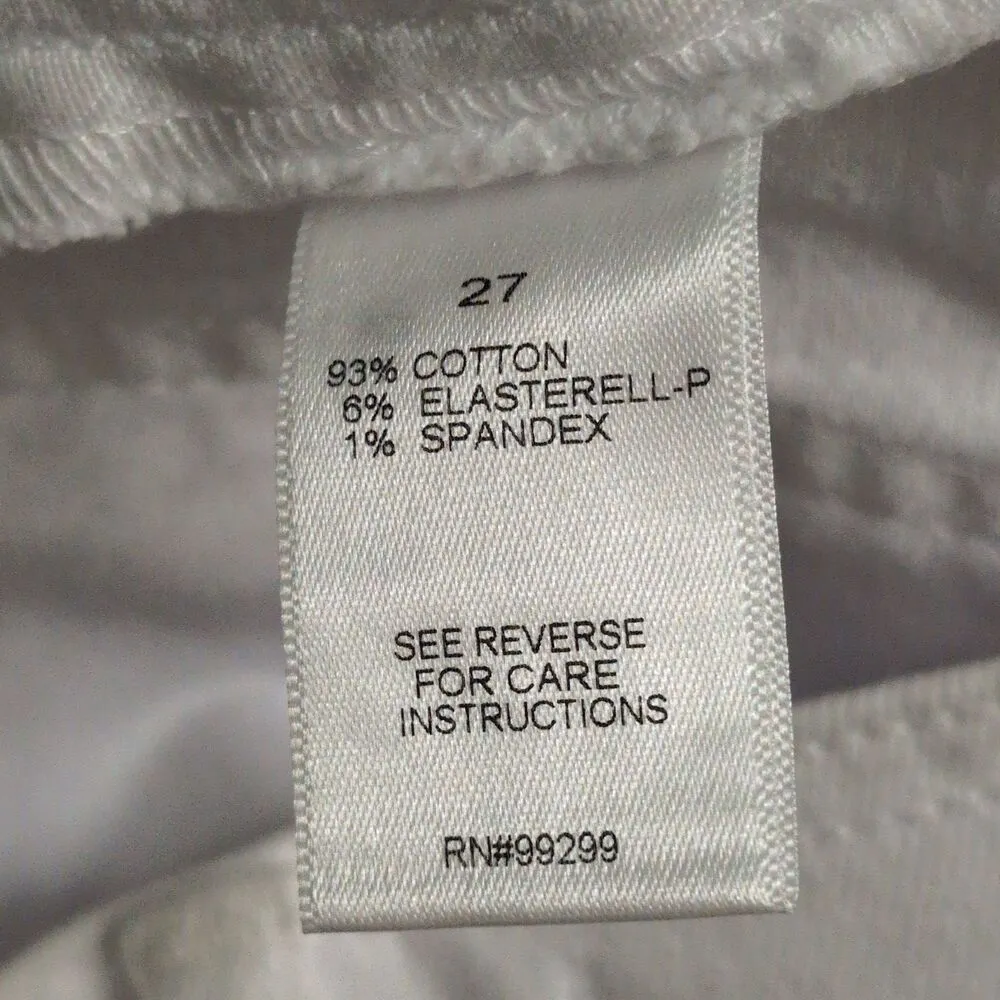 27
93% COTTON
6% ELASTERELL-P
1% SPANDEX
SEE REVERSE
FOR CARE
INSTRUCTIONS
RN#99299